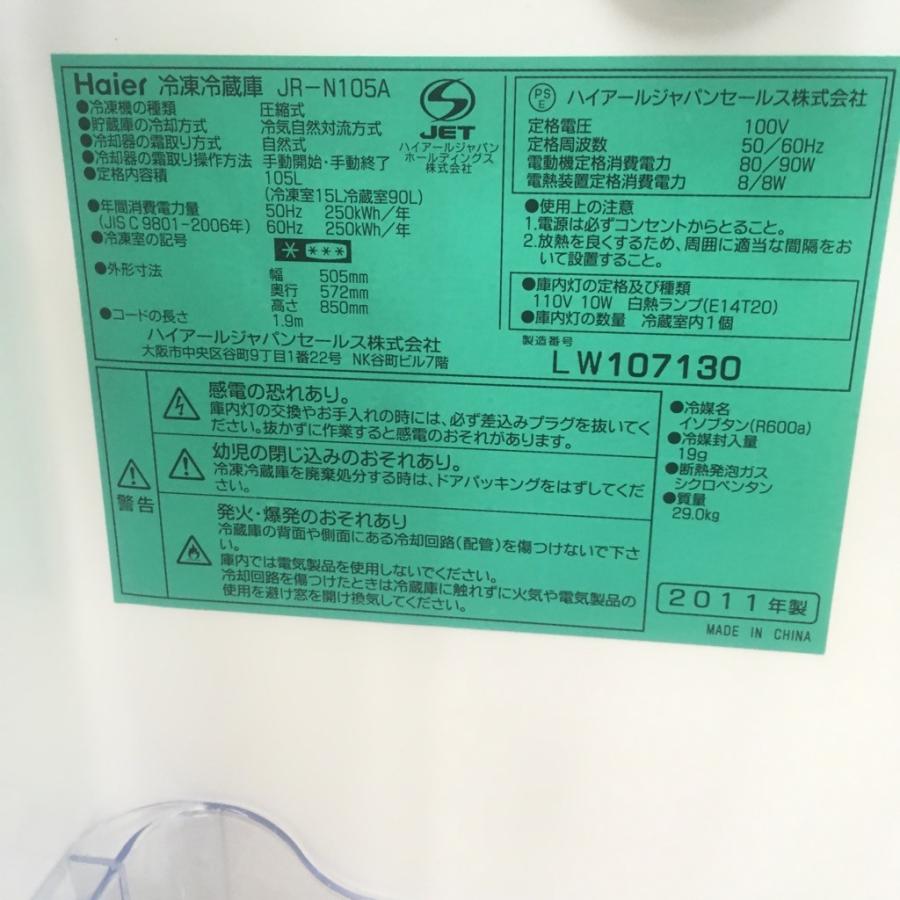 Haier 冷凍冷蔵庫 JR-N105A
●冷凍機の種類 圧縮式
●貯蔵庫の冷却方式 冷気自然対流方式
●冷却器の霜取り方式 自然式
●冷却器の霜取り操作方法 手動開始・手動終了
●定格内容積 105L
(冷凍室15L冷蔵室90L)
●年間消費電力量 50Hz 250kWh/年
(JIS C 9801-2006年) 60Hz 250kWh/年
●冷凍室の記号 * ***
●外形寸法 幅 505mm
奥行 572mm
高さ 850mm
●コードの長さ 1.9m
ハイアールジャパンセールス株式会社
大阪市中央区谷町9丁目1番22号 NK谷町ビル7階
JET
ハイアールジャパン
ホールディングス
株式会社
PS
E
ハイアールジャパンセールス株式会社
定格電圧 100V
定格周波数 50/60Hz
電動機定格消費電力 80/90W
電熱装置定格消費電力 8/8W
●使用上の注意
1.電源は必ずコンセントからとること。
2.放熱を良くするため、周囲に適当な間隔をお
いて設置すること。
●庫内灯の定格及び種類
110V 10W 白熱ランプ(E14T20)
●庫内灯の数量 冷蔵室内1個
製造番号
LW107130
警告
感電の恐れあり。
庫内灯の交換やお手入れの時には、必ず差込みプラグを抜いてく
ださい。抜かずに作業すると感電のおそれがあります。
幼児の閉じ込みのおそれあり。
冷凍冷蔵庫を廃棄処分する時は、ドアパッキングをはずしてくだ
さい。
発火・爆発のおそれあり
冷蔵庫の背面や側面にある冷却回路(配管)を傷つけないで下さ
い。
庫内では電気製品を使用しないでください。
冷却回路を傷つけたときは冷蔵庫に触れずに火気や電気製品の
使用を避け窓を開け換気してください。
●冷媒名
イソブタン(R600a)
●冷媒封入量
19g
●断熱発泡ガス
シクロペンタン
●質量
29.0kg
2011年製
MADE IN CHINA